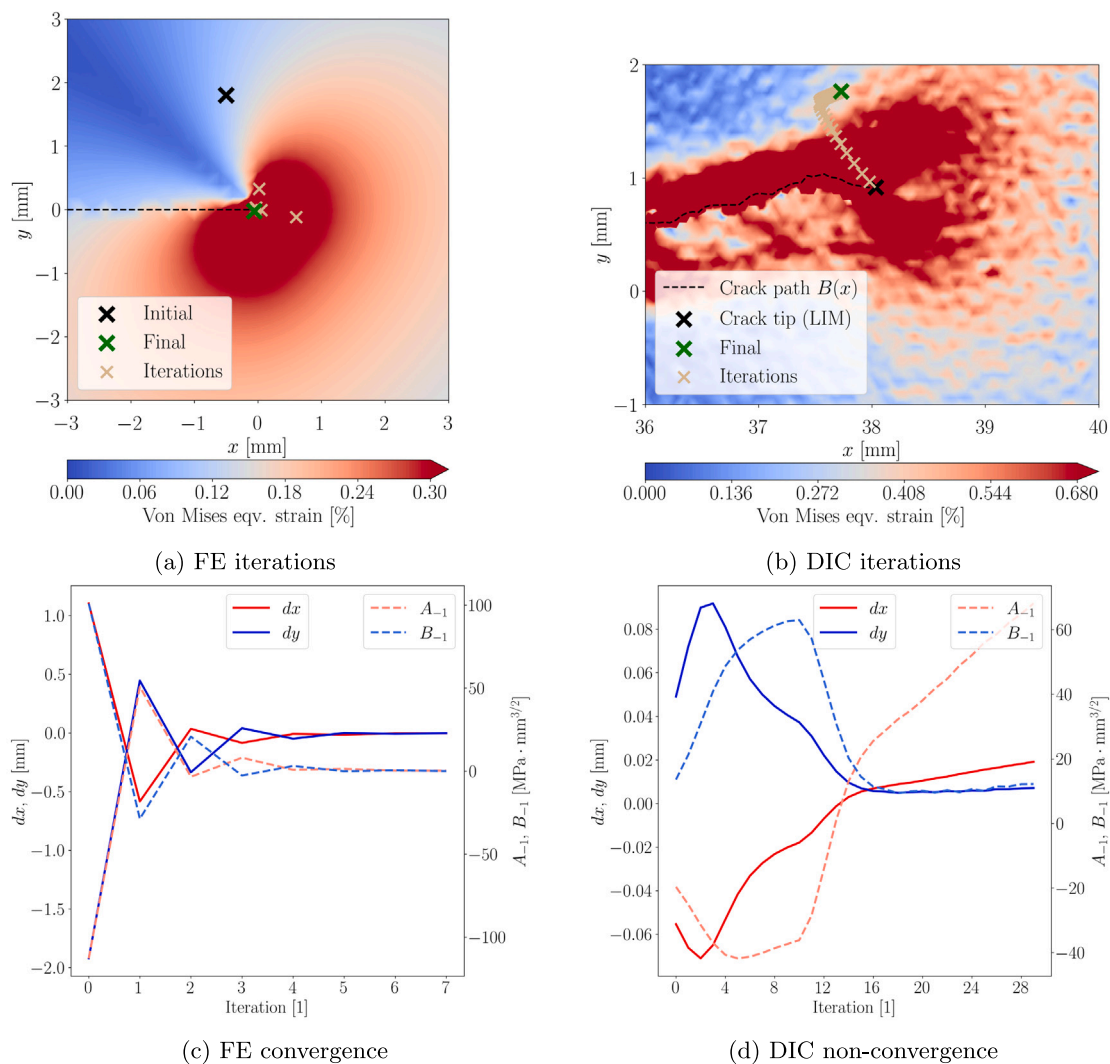 3
2
1
0
−1
−2
−3
y [mm]
Initial
Final
Iterations
−3 −2 −1 0 1 2 3
x [mm]
0.00 0.06 0.12 0.18 0.24 0.30
Von Mises eqv. strain [%]
(a) FE iterations
2
1
0
−1
y [mm]
Crack path B(x)
Crack tip (LIM)
Final
Iterations
36 37 38 39 40
x [mm]
0.000 0.136 0.272 0.408 0.544 0.680
Von Mises eqv. strain [%]
(b) DIC iterations
1.0
0.5
0.0
−0.5
−1.0
−1.5
−2.0
dx, dy [mm]
dx
dy
A₋₁
B₋₁
100
50
0
−50
−100
A₋₁, B₋₁ [MPa · mm³ᐟ²]
0 1 2 3 4 5 6 7
Iteration [1]
(c) FE convergence
0.08
0.06
0.04
0.02
0.00
−0.02
−0.04
−0.06
dx, dy [mm]
dx
dy
A₋₁
B₋₁
60
40
20
0
−20
−40
A₋₁, B₋₁ [MPa · mm³ᐟ²]
0 4 8 12 16 20 24 28
Iteration [1]
(d) DIC non-convergence